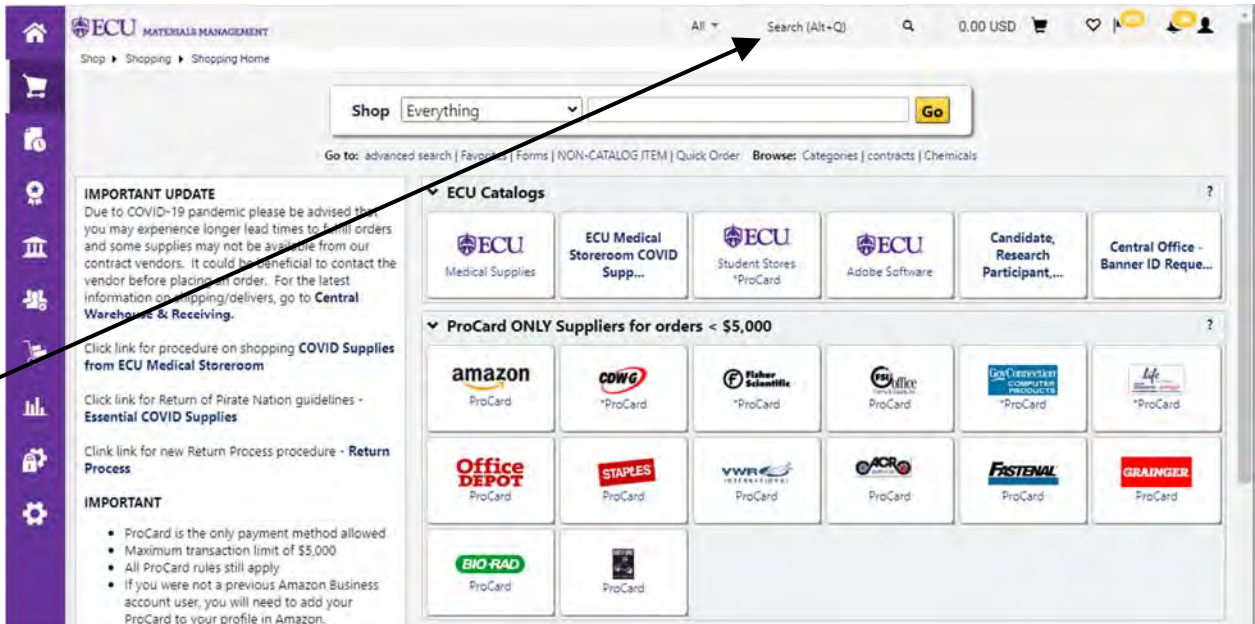 ECU MATERIALS MANAGEMENT
All Search (Alt+Q) 0.00 USD
Shop Shopping Shopping Home
Shop Everything Go
Go to: advanced search | Favorites | Forms | NON-CATALOG ITEM | Quick Order Browse: Categories | contracts | Chemicals
IMPORTANT UPDATE
Due to COVID-19 pandemic please be advised that
you may experience longer lead times to fulfill orders
and some supplies may not be available from our
contract vendors. It could be beneficial to contact the
vendor before placing an order. For the latest
information on shipping/delivers, go to Central
Warehouse & Receiving.
Click link for procedure on shopping COVID Supplies
from ECU Medical Storeroom
Click link for Return of Pirate Nation guidelines -
Essential COVID Supplies
Clink link for new Return Process procedure - Return
Process
IMPORTANT
• ProCard is the only payment method allowed
• Maximum transaction limit of $5,000
• All ProCard rules still apply
• If you were not a previous Amazon Business
account user, you will need to add your
ProCard to your profile in Amazon.
ECU Catalogs ?
ECU
Medical Supplies
ECU Medical
Storeroom COVID
Supp...
ECU
Student Stores
*ProCard
ECU
Adobe Software
Candidate,
Research
Participant,...
Central Office -
Banner ID Reque...
ProCard ONLY Suppliers for orders < $5,000 ?
amazon
ProCard
CDWG
*ProCard
Fisher
Scientific
*ProCard
FSI office
ProCard
GovConnection
COMPUTER
PRODUCTS
*ProCard
life
*ProCard
Office
DEPOT
ProCard
STAPLES
ProCard
VWR
INTERNATIONAL
ProCard
ACR
ProCard
FASTENAL
ProCard
GRAINGER
ProCard
BIO-RAD
ProCard
ProCard